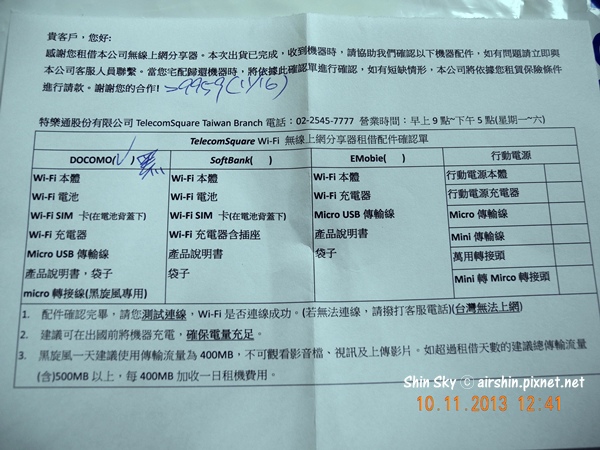 貴客戶，您好:
感謝您租借本公司無線上網分享器。本次出貨已完成，收到機器時，請協助我們確認以下機器配件，如有問題請立即與
本公司客服人員聯繫。當您宅配歸還機器時，將依據此確認單進行確認，如有短缺情形，本公司將依據您租賃保險條件
進行請款。謝謝您的合作!
特樂通股份有限公司 TelecomSquare Taiwan Branch 電話：02-2545-7777 營業時間：早上 9 點~下午 5 點(星期一~六)
TelecomSquare Wi-Fi 無線上網分享器租借配件確認單
DOCOMO( SoftBank( ) EMobie( ) 行動電源
Wi-Fi 本體 Wi-Fi 本體 Wi-Fi 本體 行動電源本體
Wi-Fi 電池 Wi-Fi 電池 Wi-Fi 充電器 行動電源充電器
Wi-Fi SIM 卡(在電池背蓋下) Wi-Fi SIM 卡(在電池背蓋下) Micro USB 傳輸線 Micro 傳輸線
Wi-Fi 充電器 Wi-Fi 充電器含插座 產品說明書 Mini 傳輸線
Micro USB 傳輸線 產品說明書 袋子 萬用轉接頭
產品說明書，袋子 袋子 Mini 轉 Mirco 轉接頭
micro 轉接線(黑旋風專用)
1. 配件確認完畢，請您測試連線，Wi-Fi 是否連線成功。(若無法連線，請撥打客服電話)(台灣無法上網)
2. 建議可在出國前將機器充電，確保電量充足。
3. 黑旋風一天建議使用傳輸流量為 400MB，不可觀看影音檔、視訊及上傳影片。如超過租借天數的建議總傳輸流量
(含)500MB 以上，每 400MB 加收一日租機費用。
Shin Sky © airshin.pixnet.net
10.11.2013 12:41